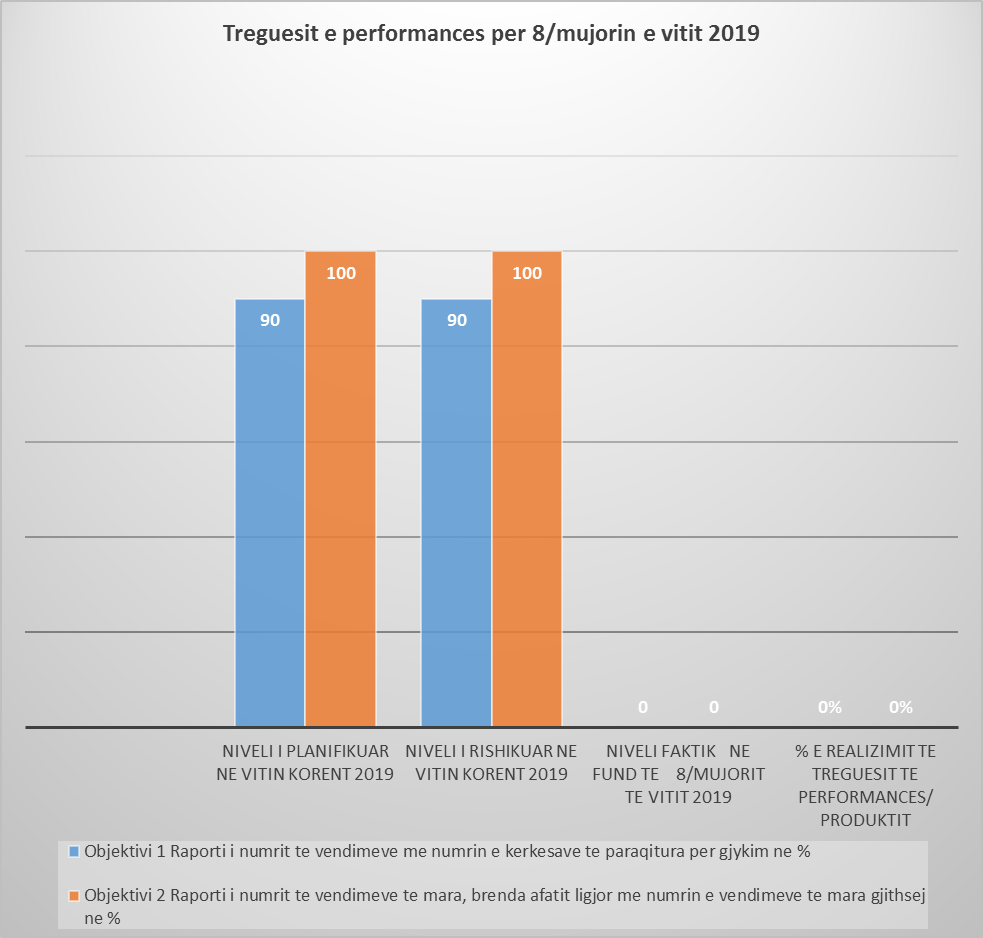 Treguesit e performances per 8/mujorin e vitit 2019
100
100
90
90
0
0
0%
0%
NIVELI I PLANIFIKUAR
NE VITIN KORENT 2019
NIVELI I RISHIKUAR NE
VITIN KORENT 2019
NIVELI FAKTIK NE
FUND TE 8/MUJORIT
TE VITIT 2019
% E REALIZIMIT TE
TREGUESIT TE
PERFORMANCES/
PRODUKTIT
Objektivi 1 Raporti i numrit te vendimeve me numrin e kerkesave te paraqitura per gjykim ne %
Objektivi 2 Raporti i numrit te vendimeve te mara, brenda afatit ligjor me numrin e vendimeve te mara gjithsej
ne %